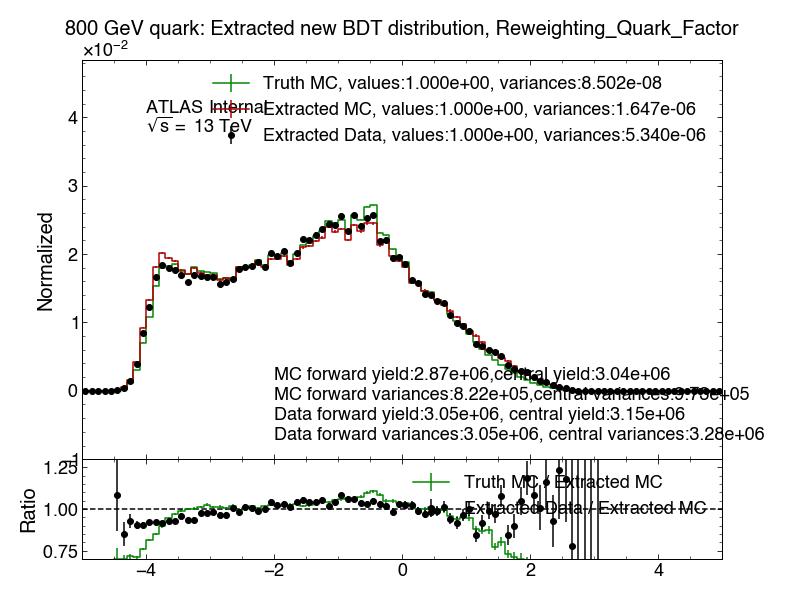 800 GeV quark: Extracted new BDT distribution, Reweighting_Quark_Factor
×10−2
Truth MC, values:1.000e+00, variances:8.502e-08
ATLAS Internal
Extracted MC, values:1.000e+00, variances:1.647e-06
√s = 13 TeV
Extracted Data, values:1.000e+00, variances:5.340e-06
4
3
2
1
0
Normalized
MC forward yield:2.87e+06,central yield:3.04e+06
MC forward variances:8.22e+05,central variances:
Data forward yield:3.05e+06, central yield:3.15e+06
Data forward variances:3.05e+06, central variances:3.28e+06
1.25
1.00
0.75
Ratio
Truth MC / Extracted MC
Extracted Data / Extracted MC
−4 −2 0 2 4